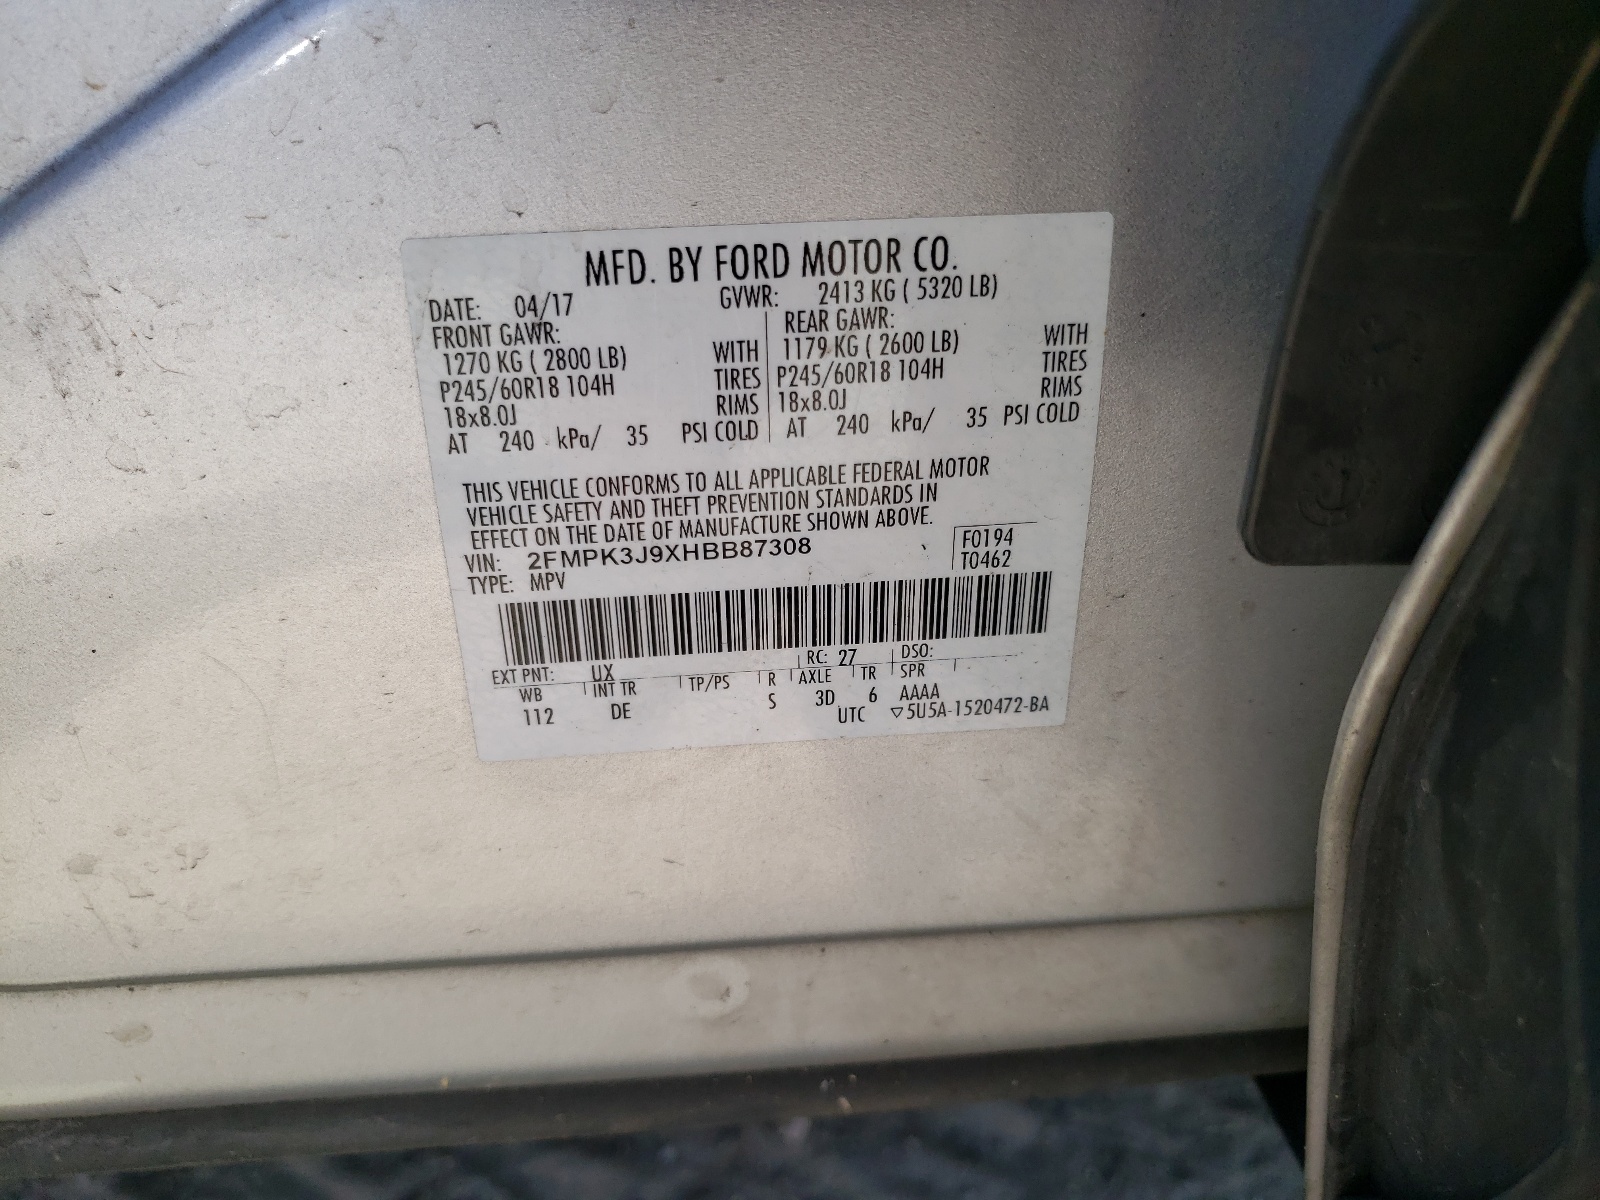 MFD. BY FORD MOTOR CO.
DATE: 04/17 GVWR: 2413 KG ( 5320 LB)
FRONT GAWR: REAR GAWR:
1270 KG ( 2800 LB) WITH 1179 KG ( 2600 LB) WITH
P245/60R18 104H TIRES P245/60R18 104H TIRES
18x8.0J RIMS 18x8.0J RIMS
AT 240 kPa/ 35 PSI COLD AT 240 kPa/ 35 PSI COLD
THIS VEHICLE CONFORMS TO ALL APPLICABLE FEDERAL MOTOR
VEHICLE SAFETY AND THEFT PREVENTION STANDARDS IN
EFFECT ON THE DATE OF MANUFACTURE SHOWN ABOVE.
VIN: 2FMPK3J9XHBB87308 F0194
TYPE: MPV T0462
EXT PNT: UX RC: 27 DSO:
WB INT TR TP/PS R AXLE TR SPR
112 DE S 3D 6 AAAA
UTC ▽5U5A-1520472-BA